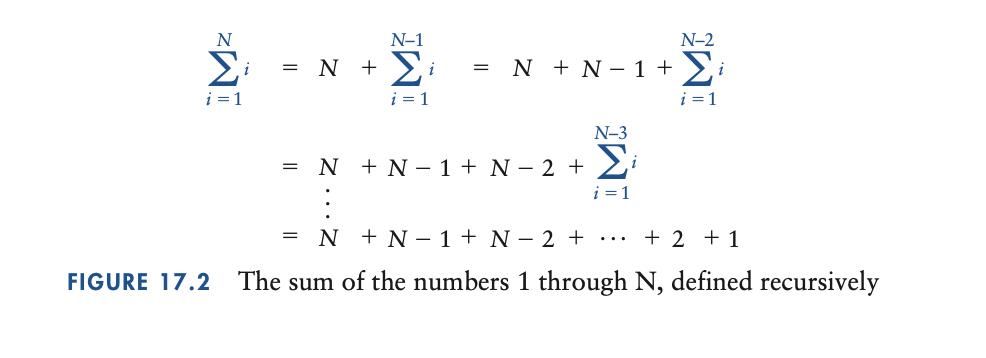 N N–1 N–2
∑ i = N + ∑ i = N + N – 1 + ∑ i
i = 1 i = 1 i = 1
N–3
= N + N – 1 + N – 2 + ∑ i
i = 1
⋮
= N + N – 1 + N – 2 + ⋯ + 2 + 1
FIGURE 17.2 The sum of the numbers 1 through N, defined recursively